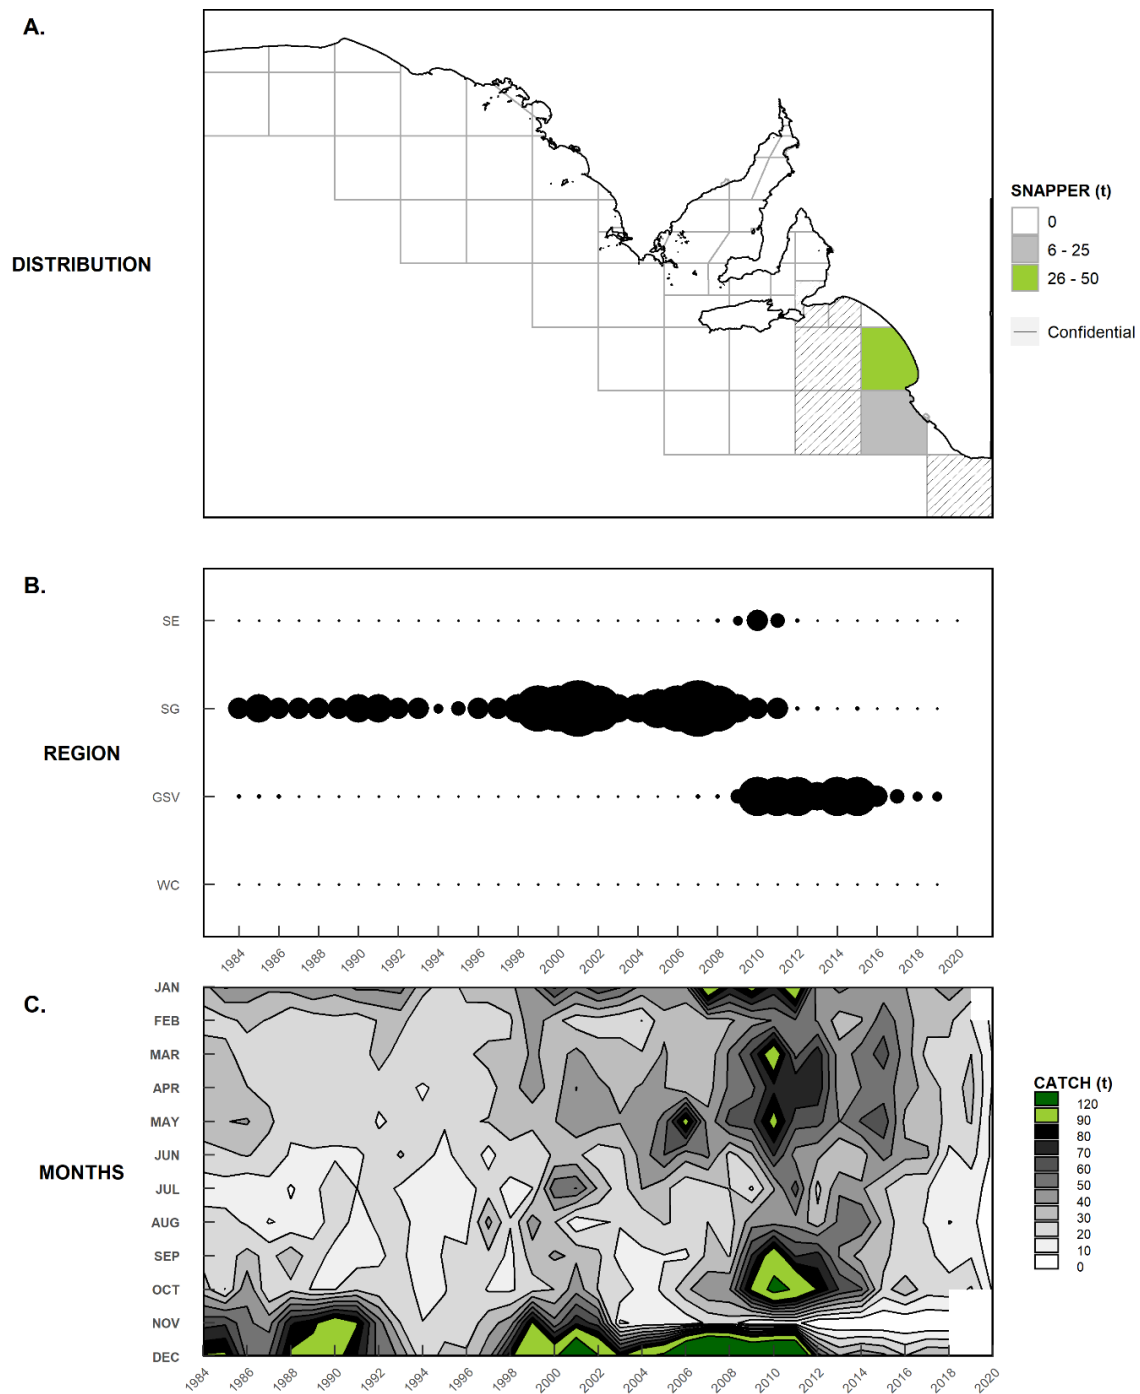 A.
DISTRIBUTION
SNAPPER (t)
0
6 - 25
26 - 50
Confidential
B.
REGION
SE
SG
GSV
WC
1984
1986
1988
1990
1992
1994
1996
1998
2000
2002
2004
2006
2008
2010
2012
2014
2016
2018
2020
C.
MONTHS
JAN
FEB
MAR
APR
MAY
JUN
JUL
AUG
SEP
OCT
NOV
DEC
CATCH (t)
120
90
80
70
60
50
40
30
20
10
0
1984
1986
1988
1990
1992
1994
1996
1998
2000
2002
2004
2006
2008
2010
2012
2014
2016
2018
2020